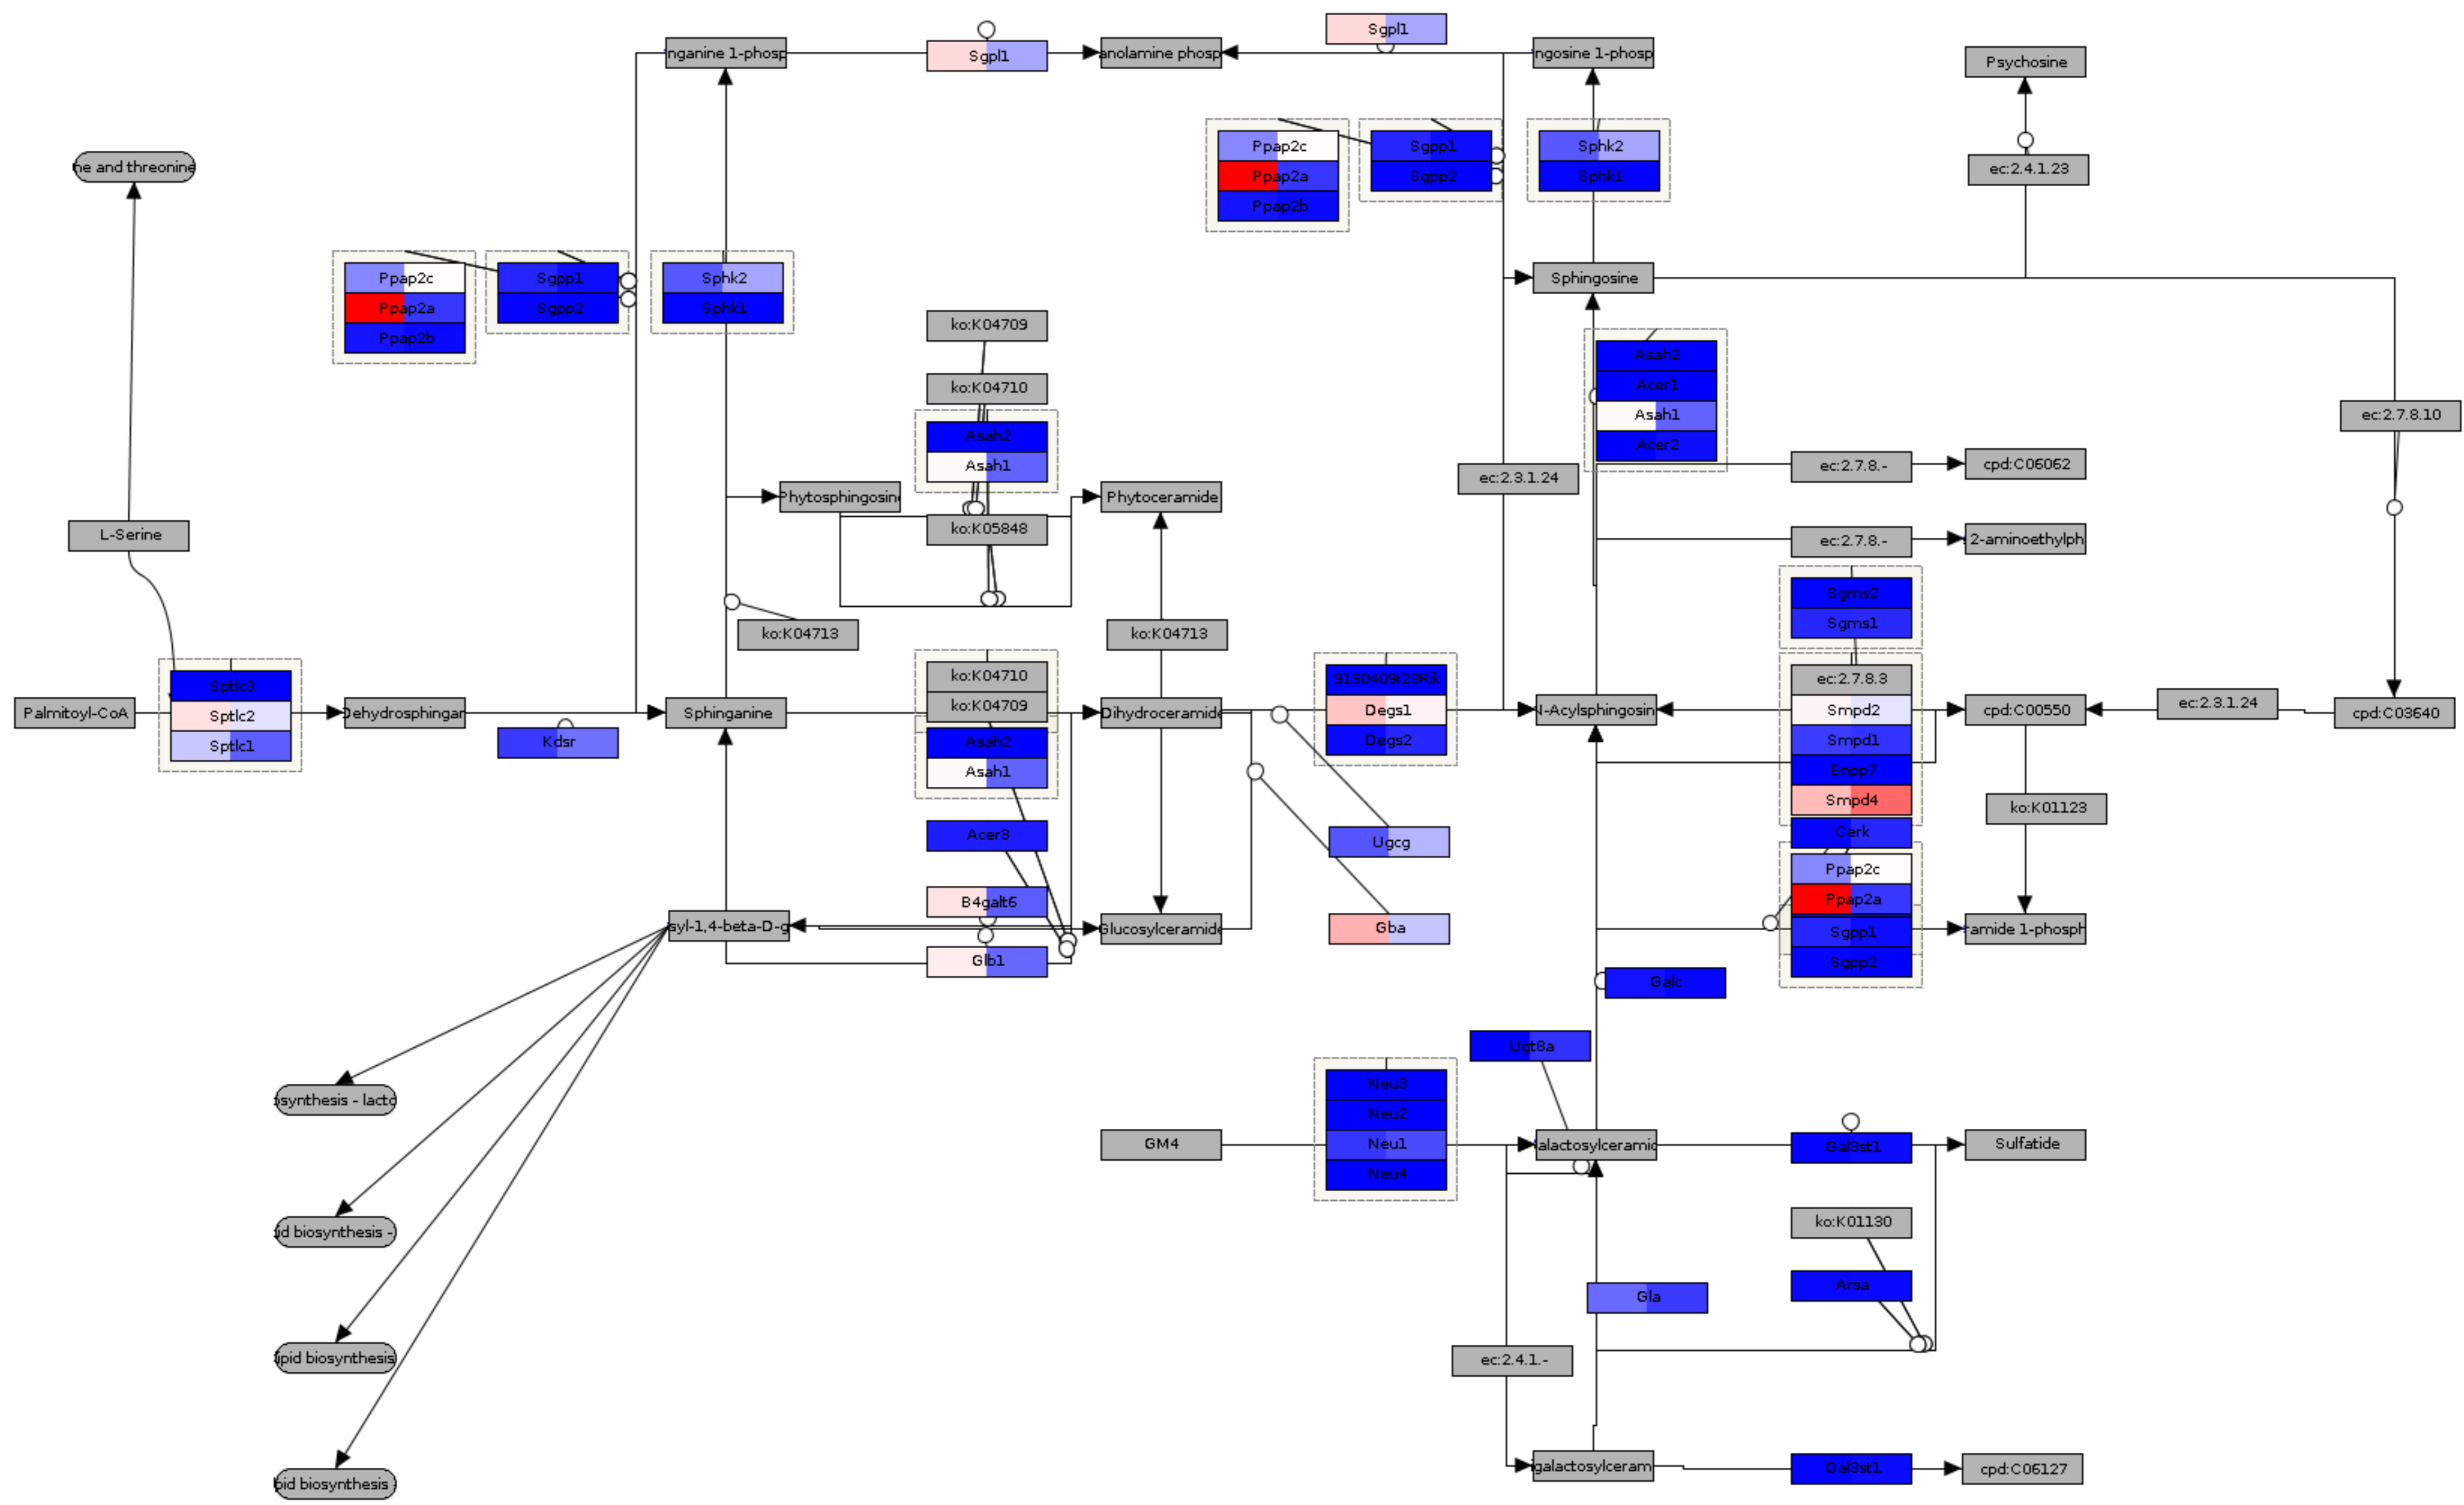 Sgpl1
nganine 1-phosp
Sgpl1
anolamine phosp
ngosine 1-phosp
Psychosine
Ppap2c
Sgpp1
Sphk2
ne and threonine
Ppap2a
Sgpp2
Sphk1
ec:2.4.1.23
Ppap2b
Ppap2c
Sgpp1
Sphk2
Sphingosine
Ppap2a
Sgpp2
Sphk1
Ppap2b
ko:K04709
Asah2
Acer1
ko:K04710
Asah1
ec:2.7.8.10
Asah2
Acer2
Asah1
ec:2.7.8.-
cpd:C06062
ec:2.3.1.24
Phytosphingosin
Phytoceramide
L-Serine
ko:K05848
ec:2.7.8.-
2-aminoethylph
Sgms2
Sgms1
ko:K04713
ko:K04713
Sptlc3
ko:K04710
9130409I23Rik
ec:2.7.8.3
Palmitoyl-CoA
Sptlc2
Dehydrosphingar
Sphinganine
ko:K04709
Dihydroceramide
Degs1
N-Acylsphingosin
Smpd2
cpd:C00550
ec:2.3.1.24
cpd:C03640
Sptlc1
Kdsr
Asah2
Degs2
Smpd1
Asah1
Enpp7
Smpd4
ko:K01123
Acer3
Ugcg
Cerk
Ppap2c
B4galt6
Ppap2a
syl-1,4-beta-D-g
Glucosylceramide
Gba
Sgpp1
amide 1-phosph
Glb1
Sgpp2
Galc
Ugt8a
Neu3
osynthesis - lacto
Neu2
GM4
Neu1
alactosylceramic
Gal3st1
Sulfatide
Neu4
id biosynthesis -
ko:K01130
Gla
Arsa
ipid biosynthesis
ec:2.4.1.-
pid biosynthesis
galactosylceram
Gal3st1
cpd:C06127